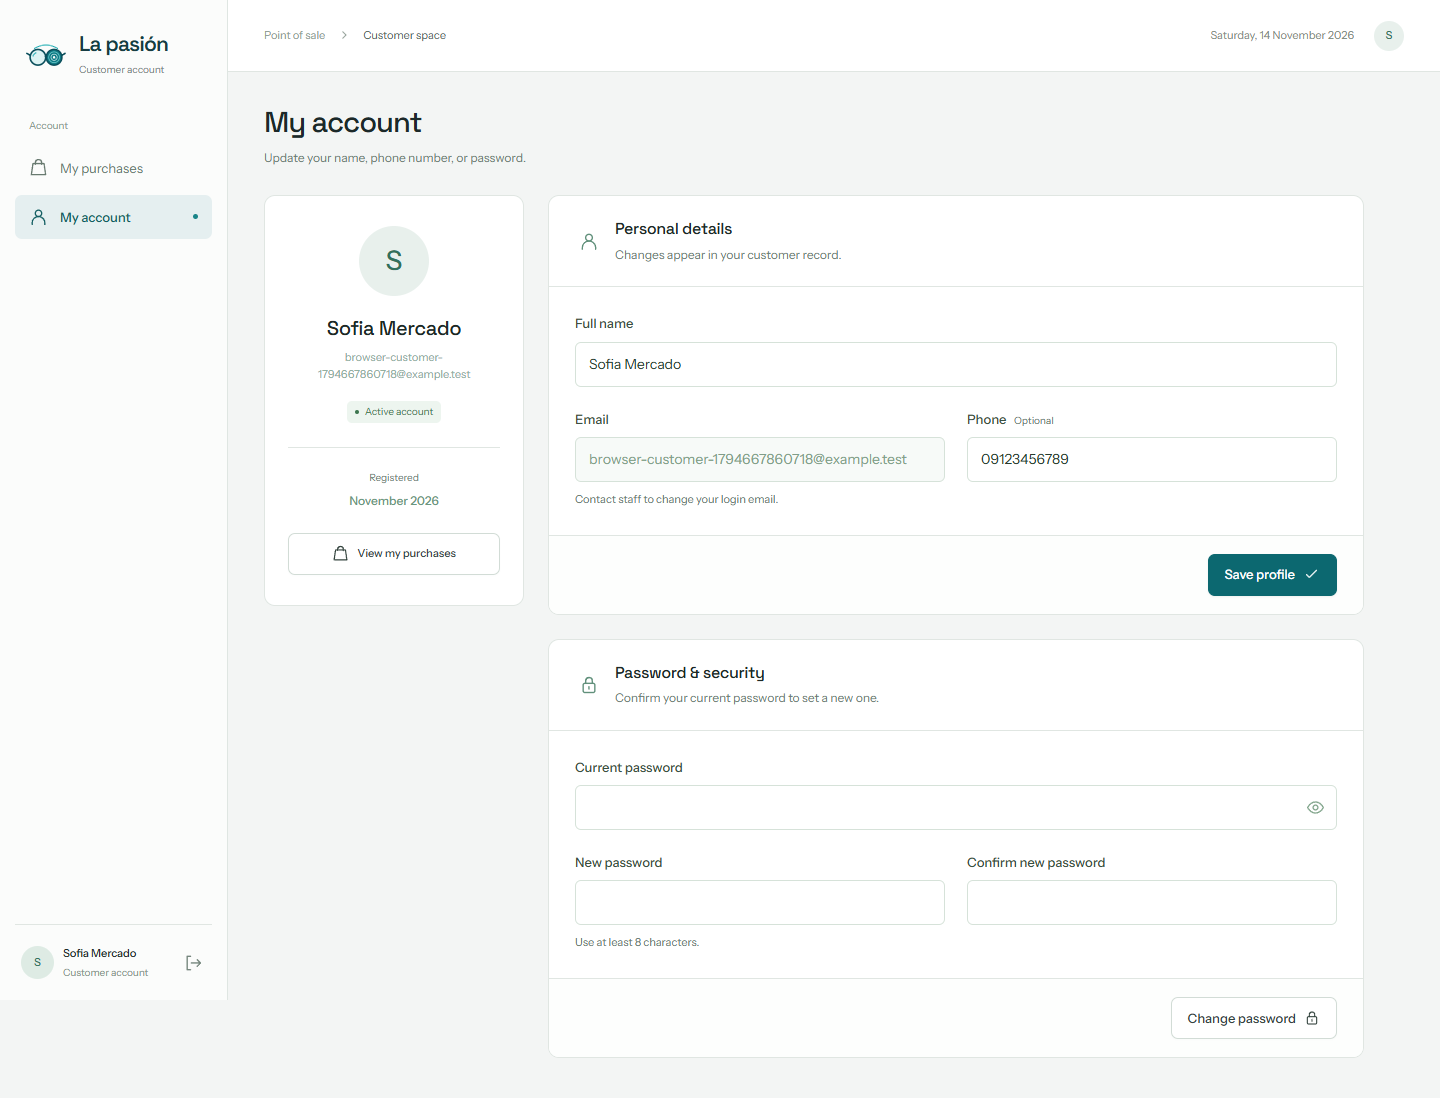 La pasión
Customer account
Account
My purchases
My account
Sofia Mercado
Customer account
Point of sale
Customer space
Saturday, 14 November 2026
S
My account
Update your name, phone number, or password.
S
Sofia Mercado
browser-customer-
1794667860718@example.test
Active account
Registered
November 2026
View my purchases
Personal details
Changes appear in your customer record.
Full name
Sofia Mercado
Email
browser-customer-1794667860718@example.test
Contact staff to change your login email.
Phone Optional
09123456789
Save profile
Password & security
Confirm your current password to set a new one.
Current password
New password
Use at least 8 characters.
Confirm new password
Change password
S